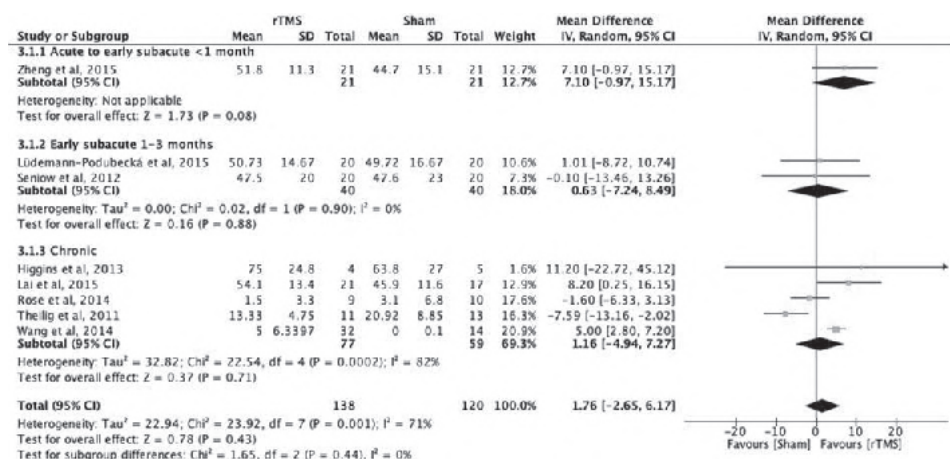 rTMS Sham Mean Difference Mean Difference
Study or Subgroup Mean SD Total Mean SD Total Weight IV, Random, 95% CI IV, Random, 95% CI
3.1.1 Acute to early subacute <1 month
Zheng et al, 2015 51.8 11.3 21 44.7 15.1 21 12.7% 7.10 [-0.97, 15.17]
Subtotal (95% CI) 21 21 12.7% 7.10 [-0.97, 15.17]
Heterogeneity: Not applicable
Test for overall effect: Z = 1.73 (P = 0.08)
3.1.2 Early subacute 1-3 months
Lüdemann-Podubecká et al, 2015 50.73 14.67 20 49.72 16.67 20 10.6% 1.01 [-8.72, 10.74]
Seniow et al, 2012 47.5 20 20 47.6 23 20 7.3% -0.10 [-13.46, 13.26]
Subtotal (95% CI) 40 40 18.0% 0.63 [-7.24, 8.49]
Heterogeneity: Tau² = 0.00; Chi² = 0.02, df = 1 (P = 0.90); I² = 0%
Test for overall effect: Z = 0.16 (P = 0.88)
3.1.3 Chronic
Higgins et al, 2013 75 24.8 4 63.8 27 5 1.6% 11.20 [-22.72, 45.12]
Lai et al, 2015 54.1 13.4 21 45.9 11.6 17 12.9% 8.20 [0.25, 16.15]
Rose et al, 2014 1.5 3.3 9 3.1 6.8 10 17.6% -1.60 [-6.33, 3.13]
Theilig et al, 2011 13.33 4.75 11 20.92 8.85 13 16.3% -7.59 [-13.16, -2.02]
Wang et al, 2014 5 6.3397 32 0 0.1 14 20.9% 5.00 [2.80, 7.20]
Subtotal (95% CI) 77 59 69.3% 1.16 [-4.94, 7.27]
Heterogeneity: Tau² = 32.82; Chi² = 22.54, df = 4 (P = 0.0002); I² = 82%
Test for overall effect: Z = 0.37 (P = 0.71)
Total (95% CI) 138 120 100.0% 1.76 [-2.65, 6.17]
Heterogeneity: Tau² = 22.94; Chi² = 23.92, df = 7 (P = 0.001); I² = 71%
Test for overall effect: Z = 0.78 (P = 0.43)
Test for subgroup differences: Chi² = 1.65, df = 2 (P = 0.44), I² = 0%
-20 -10 0 10 20
Favours [Sham] Favours [rTMS]